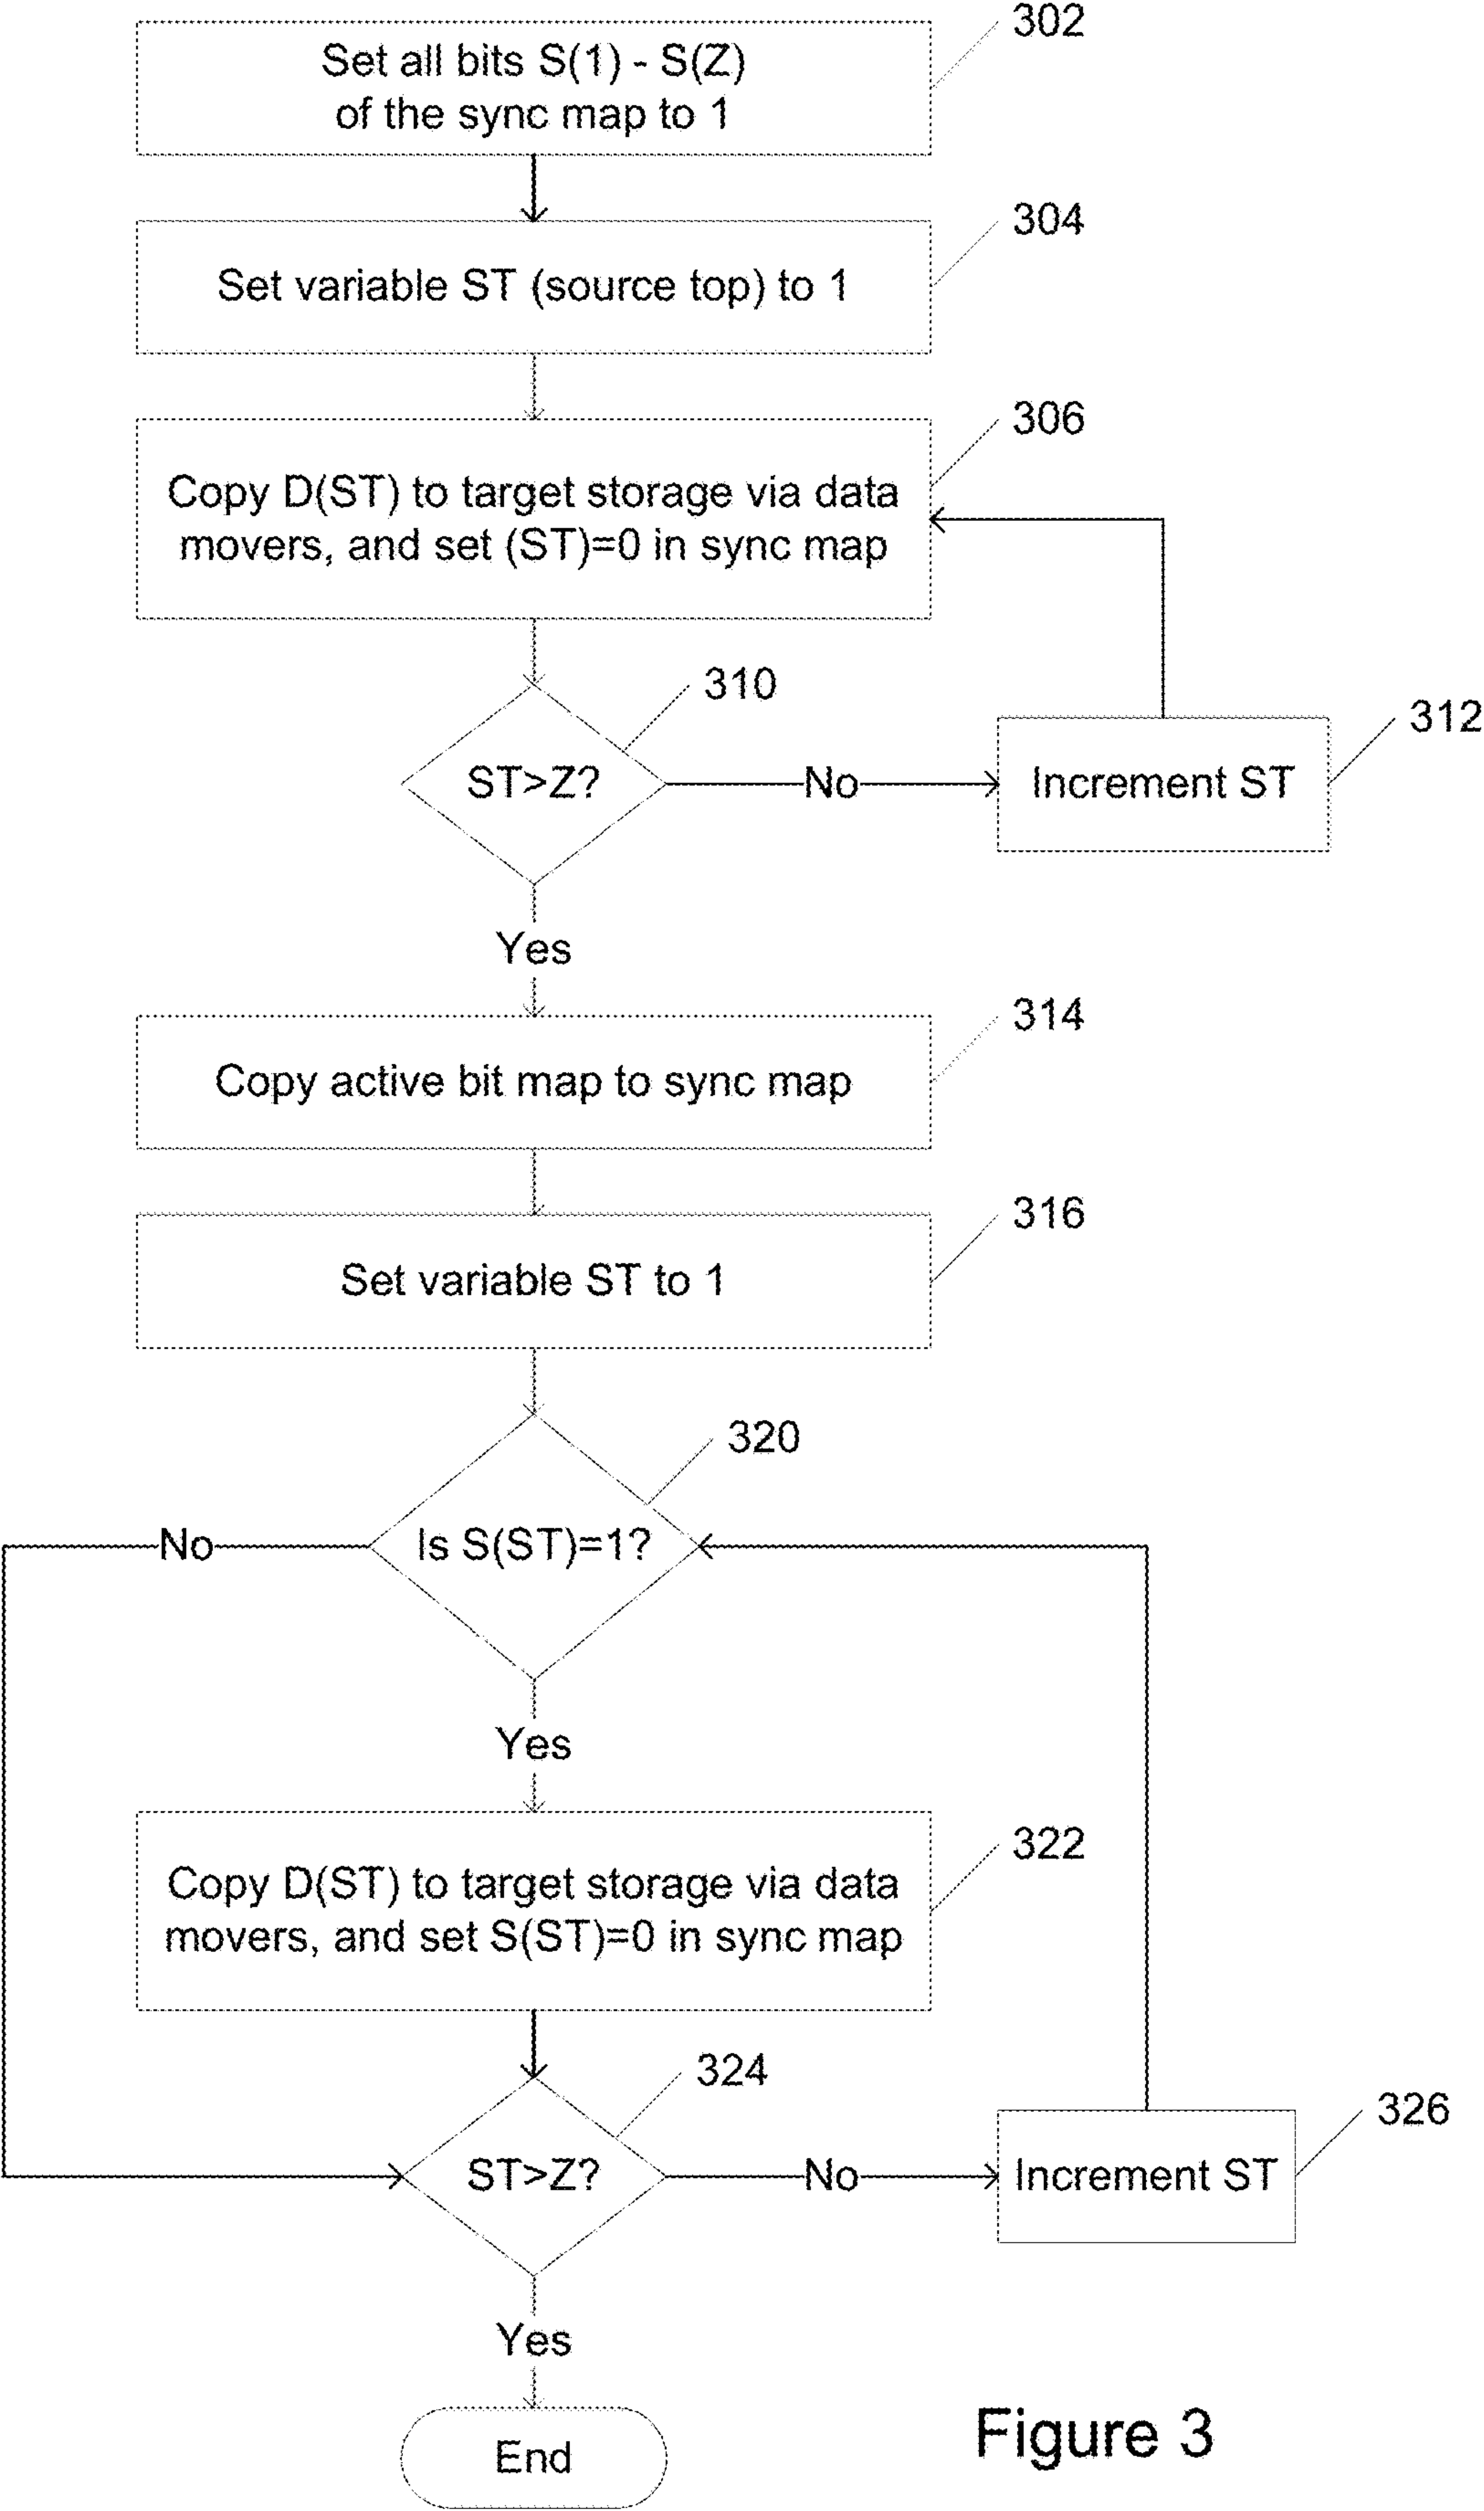 302
Set all bits S(1) - S(Z)
of the sync map to 1
304
Set variable ST (source top) to 1
306
Copy D(ST) to target storage via data
movers, and set (ST)=0 in sync map
310
312
ST>Z?
No
Increment ST
Yes
314
Copy active bit map to sync map
316
Set variable ST to 1
320
No
Is S(ST)=1?
Yes
322
Copy D(ST) to target storage via data
movers, and set S(ST)=0 in sync map
324
326
ST>Z?
No
Increment ST
Yes
End
Figure 3